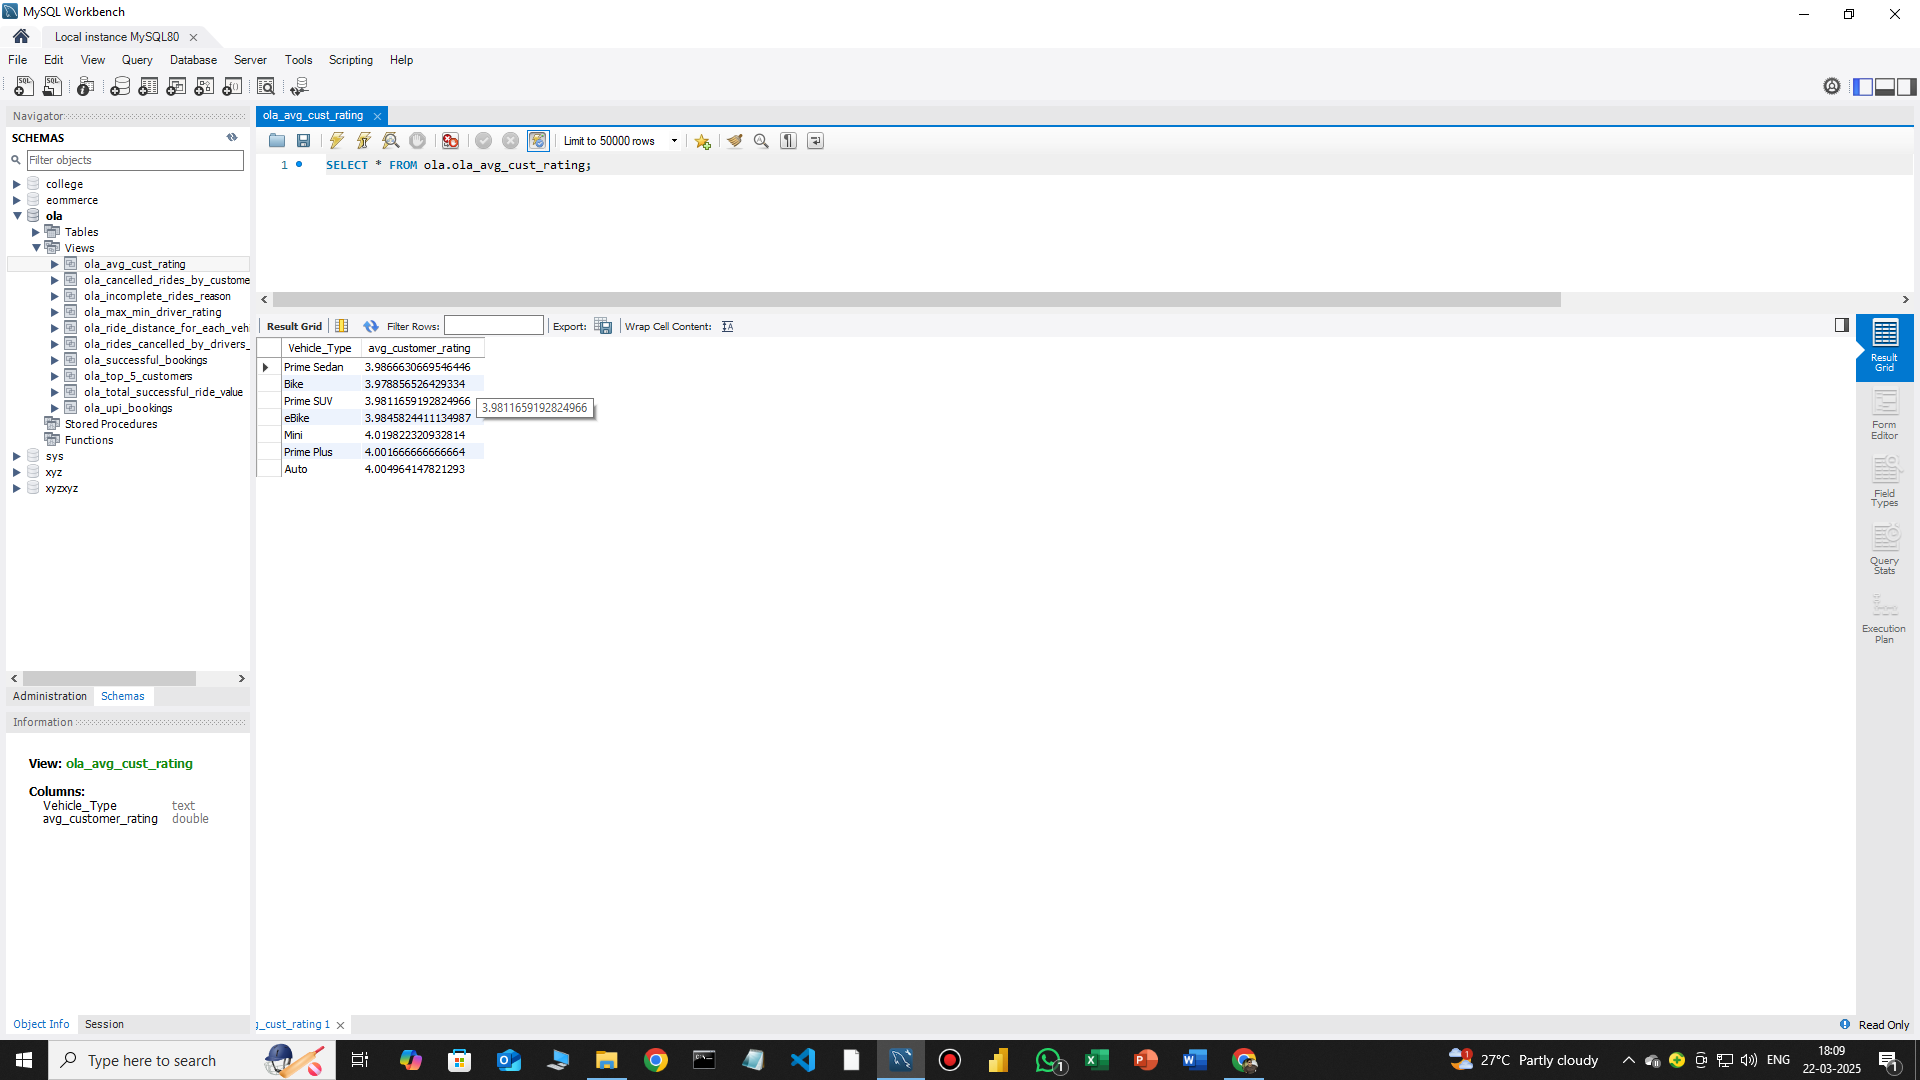 MySQL Workbench
Local instance MySQL80
File Edit View Query Database Server Tools Scripting Help
Navigator
SCHEMAS
Filter objects
college
eommerce
ola
Tables
Views
ola_avg_cust_rating
ola_cancelled_rides_by_custome
ola_incomplete_rides_reason
ola_max_min_driver_rating
ola_ride_distance_for_each_veh
ola_rides_cancelled_by_drivers_
ola_successful_bookings
ola_top_5_customers
ola_total_successful_ride_value
ola_upi_bookings
Stored Procedures
Functions
sys
xyz
xyzxyz
Administration Schemas
Information
View: ola_avg_cust_rating
Columns:
Vehicle_Type text
avg_customer_rating double
Object Info Session
ola_avg_cust_rating
Limit to 50000 rows
1 SELECT * FROM ola.ola_avg_cust_rating;
Result Grid Filter Rows: Export: Wrap Cell Content:
Vehicle_Type avg_customer_rating
Prime Sedan 3.9866630669546446
Bike 3.978856526429334
Prime SUV 3.9811659192824966
3.9811659192824966
eBike 3.9845824411134987
Mini 4.019822320932814
Prime Plus 4.001666666666664
Auto 4.004964147821293
Result
Grid
Form
Editor
Field
Types
Query
Stats
Execution
Plan
g_cust_rating 1
Read Only
Type here to search
1
27°C Partly cloudy
ENG
18:09
22-03-2025
1